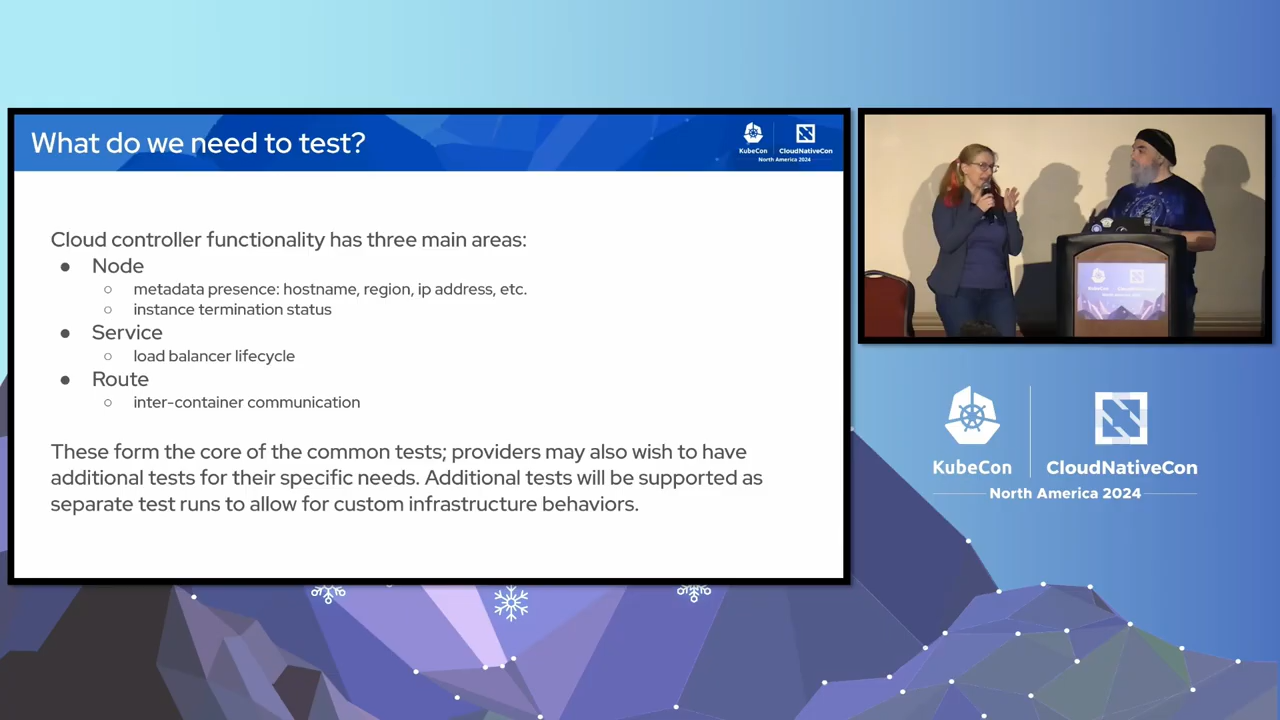 What do we need to test?
KubeCon
CloudNativeCon
North America 2024
Cloud controller functionality has three main areas:
● Node
○ metadata presence: hostname, region, ip address, etc.
○ instance termination status
● Service
○ load balancer lifecycle
● Route
○ inter-container communication
These form the core of the common tests; providers may also wish to have
additional tests for their specific needs. Additional tests will be supported as
separate test runs to allow for custom infrastructure behaviors.
KubeCon
CloudNativeCon
North America 2024